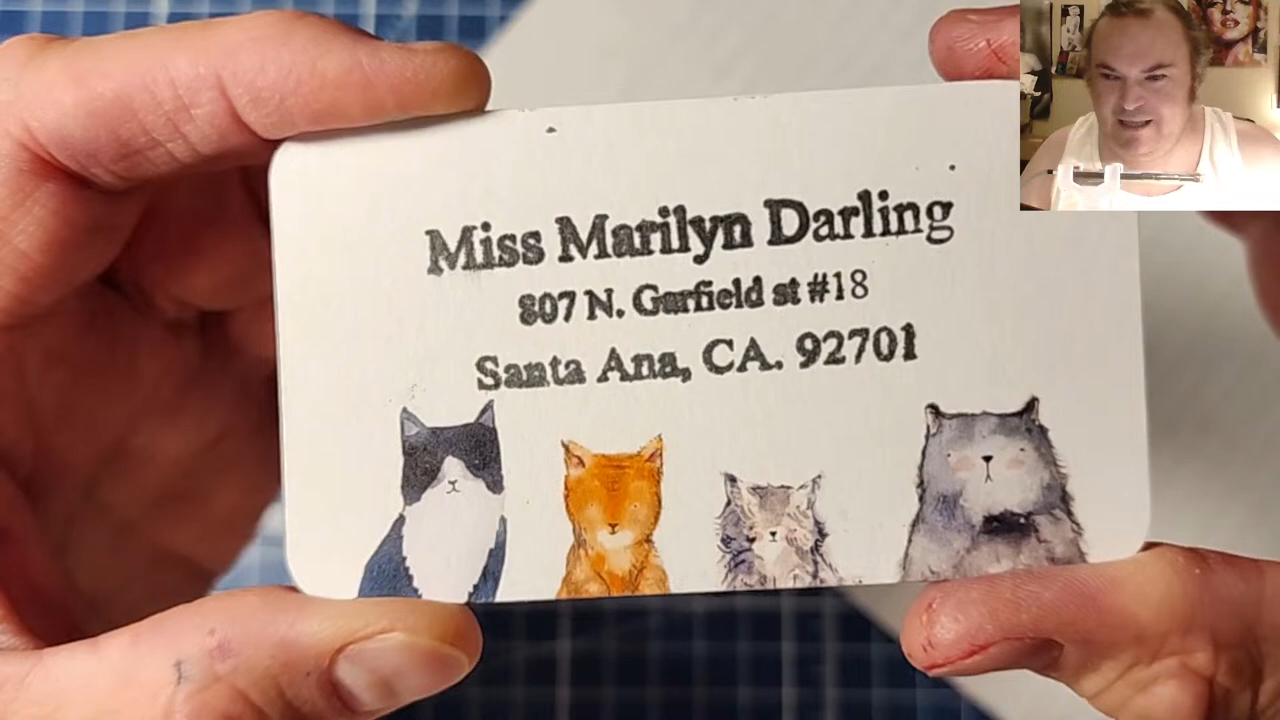 Miss Marilyn Darling
807 N. Garfield st #18
Santa Ana, CA. 92701